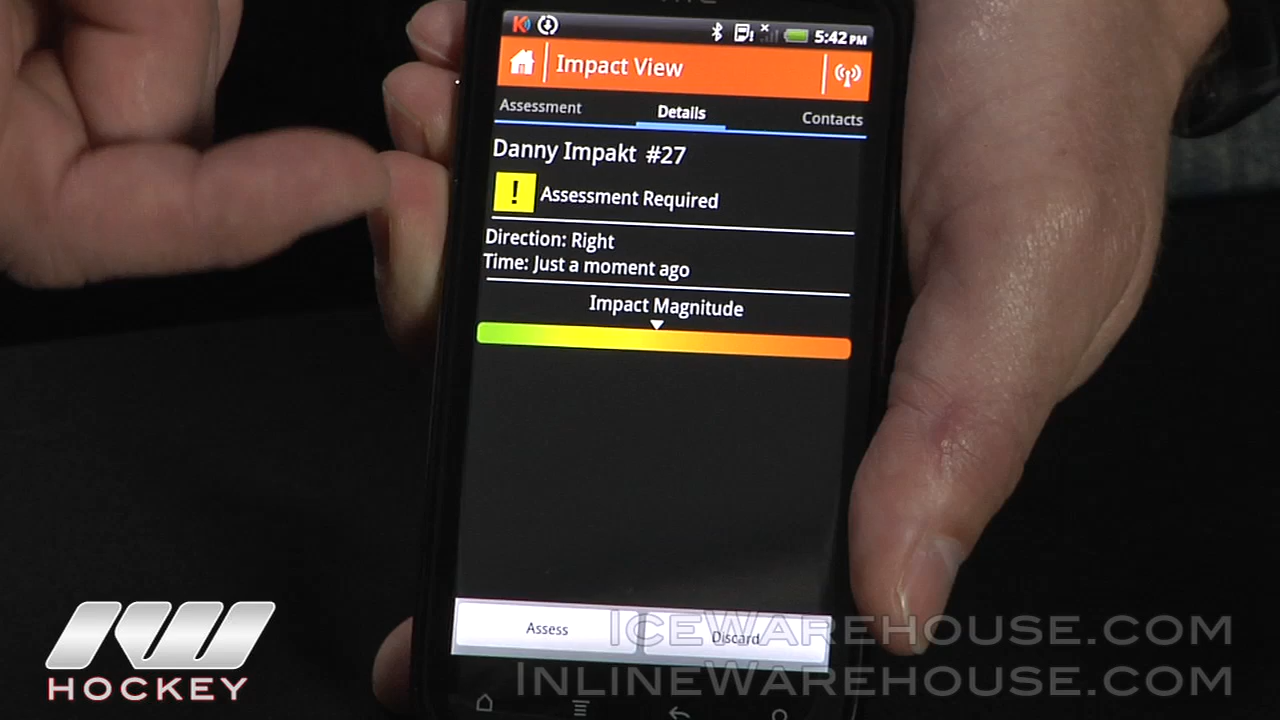 5:42 PM
Impact View
Assessment Details Contacts
Danny Impakt #27
! Assessment Required
Direction: Right
Time: Just a moment ago
Impact Magnitude
Assess Discard
IW
HOCKEY
ICEWAREHOUSE.COM
INLINEWAREHOUSE.COM